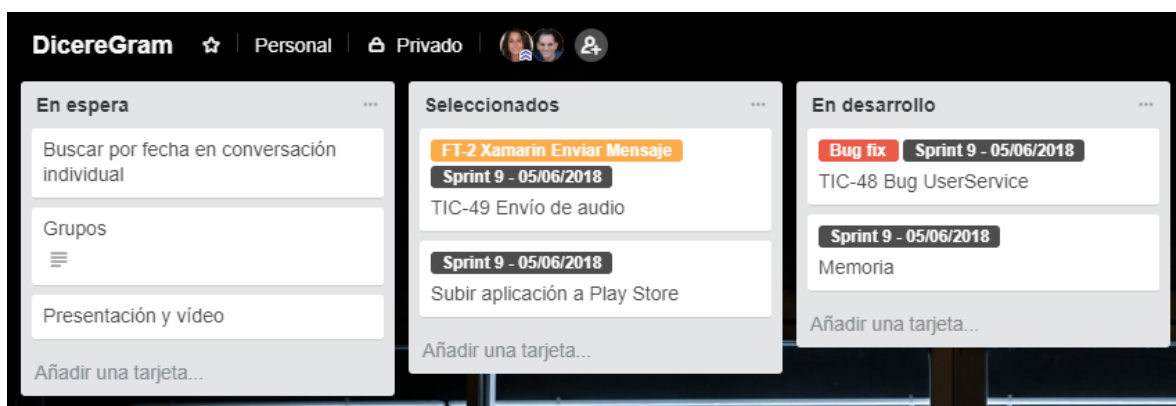 DicereGram Personal Privado
En espera
Buscar por fecha en conversación
individual
Grupos
Presentación y vídeo
Añadir una tarjeta...
Seleccionados
FT-2 Xamarin Enviar Mensaje
Sprint 9 - 05/06/2018
TIC-49 Envío de audio
Sprint 9 - 05/06/2018
Subir aplicación a Play Store
Añadir una tarjeta...
En desarrollo
Bug fix Sprint 9 - 05/06/2018
TIC-48 Bug UserService
Sprint 9 - 05/06/2018
Memoria
Añadir una tarjeta...